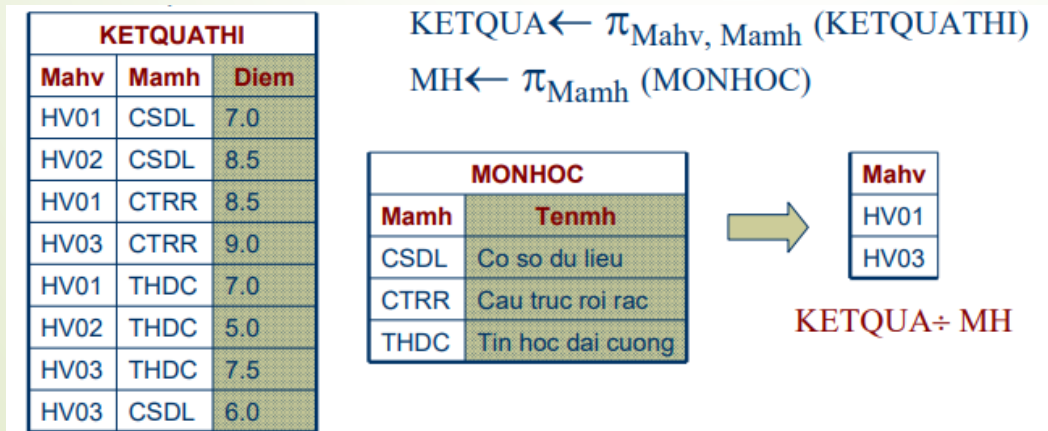 KETQUATHI
Mahv Mamh Diem
HV01 CSDL 7.0
HV02 CSDL 8.5
HV01 CTRR 8.5
HV03 CTRR 9.0
HV01 THDC 7.0
HV02 THDC 5.0
HV03 THDC 7.5
HV03 CSDL 6.0
KETQUA← π Mahv, Mamh (KETQUATHI)
MH← π Mamh (MONHOC)
MONHOC
Mamh Tenmh
CSDL Co so du lieu
CTRR Cau truc roi rac
THDC Tin hoc dai cuong
Mahv
HV01
HV03
KETQUA÷ MH